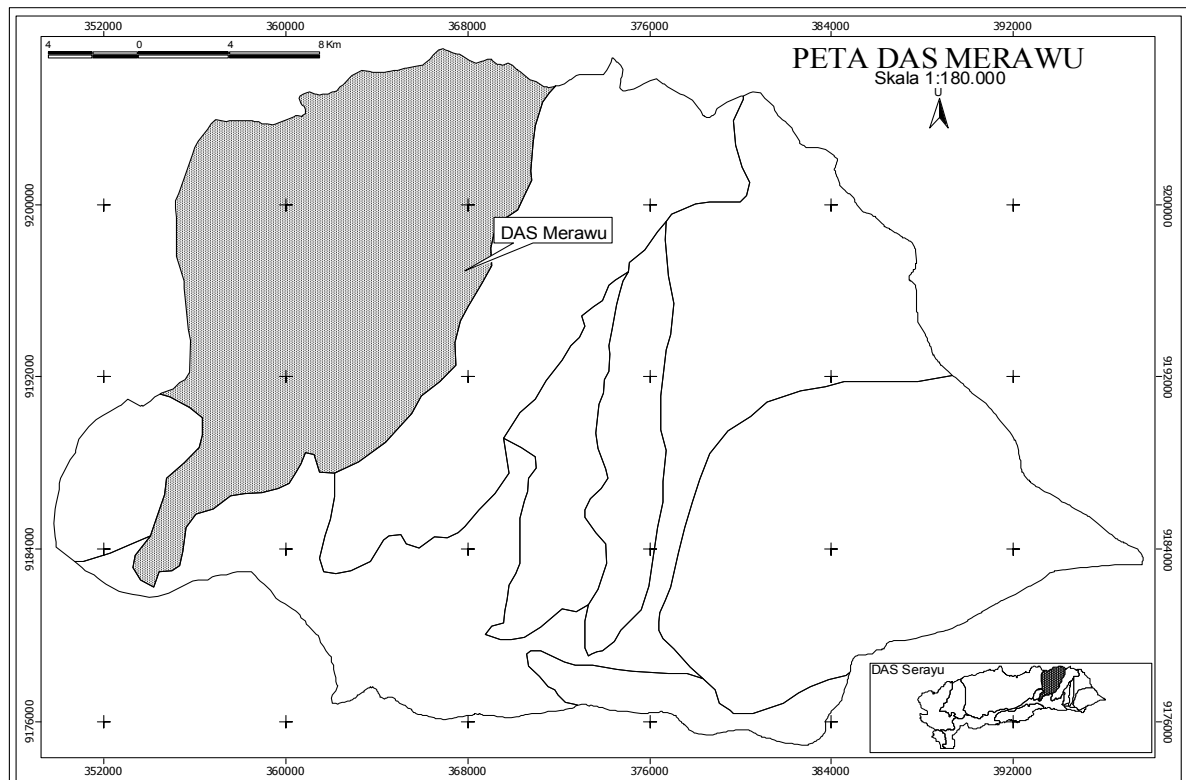 352000 360000 368000 376000 384000 392000
4 0 4 8 Km
PETA DAS MERAWU
Skala 1:180.000
U
9200000 9200000
DAS Merawu
9192000 9192000
9184000 9184000
DAS Serayu
9176000 9176000
352000 360000 368000 376000 384000 392000